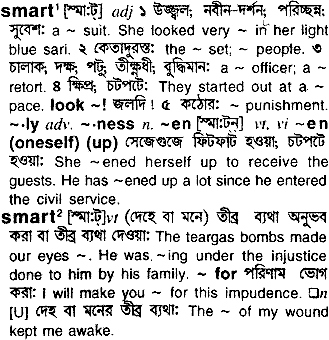 smart¹ [স্মা:ট্] adj ১ উজ্জ্বল; নবীন-দর্শন; পরিচ্ছন্ন;
সুবেশ: a ~ suit. She looked very ~ in her light
blue sari. ২ কেতাদুরস্ত: the ~ set; ~ people. ৩
চালাক; দক্ষ; পটু; তীক্ষ্ণধী; বুদ্ধিমান: a ~ officer; a ~
retort. ৪ ক্ষিপ্র; চটপটে: They started out at a ~
pace. look ~! জলদি! ৫ কঠোর: ~ punishment.
~·ly adv. ~·ness n. ~en [স্মা:ট্‌ন্] vt, vi ~en
(oneself) (up) সেজেগুজে ফিটফাট হওয়া; চটপটে
হওয়া: She ~ened herself up to receive the
guests. He has ~ened up a lot since he entered
the civil service.
smart² [স্মা:ট্] vi (দেহে বা মনে) তীব্র ব্যথা অনুভব
করা বা তীব্র ব্যথা দেওয়া: The teargas bombs made
our eyes ~. He was ~ing under the injustice
done to him by his family. ~ for পরিণাম ভোগ
করা: I will make you ~ for this impudence. □n
[U] দেহ বা মনের তীব্র ব্যথা: The ~ of my wound
kept me awake.